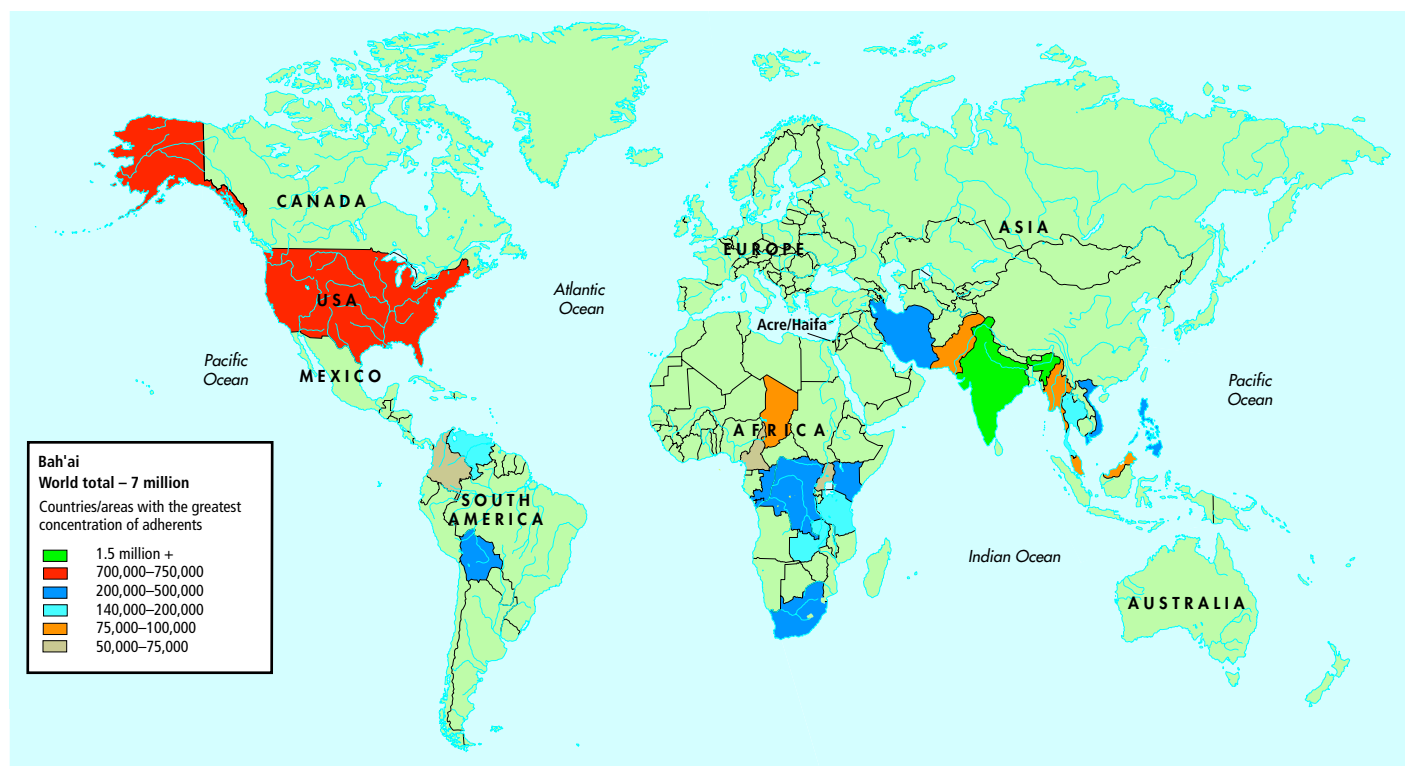 CANADA
ASIA
EUROPE
USA
Atlantic
Ocean
Acre/Haifa
Pacific
Ocean
MEXICO
Pacific
Ocean
AFRICA
SOUTH
AMERICA
Indian Ocean
AUSTRALIA
Bah'ai
World total – 7 million
Countries/areas with the greatest
concentration of adherents
1.5 million +
700,000–750,000
200,000–500,000
140,000–200,000
75,000–100,000
50,000–75,000